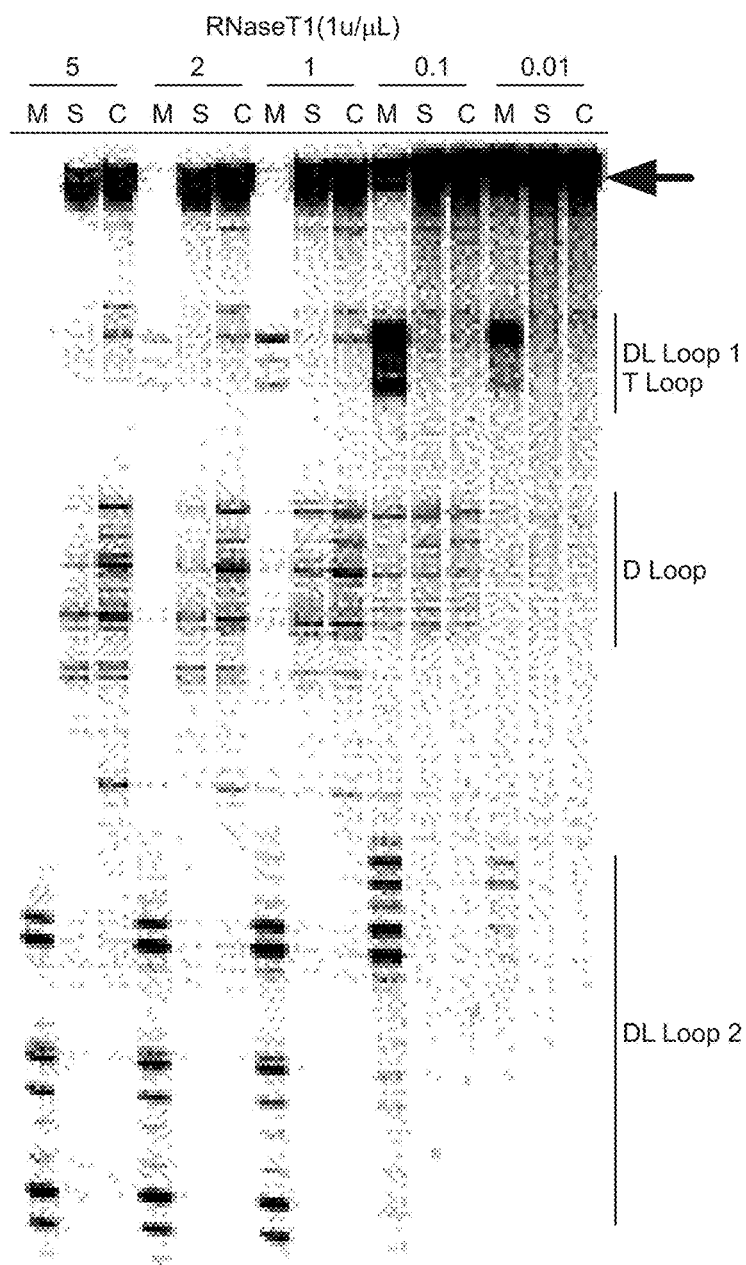 RNaseT1(1u/μL)
5 2 1 0.1 0.01
M S C M S C M S C M S C M S C
DL Loop 1
T Loop
D Loop
DL Loop 2